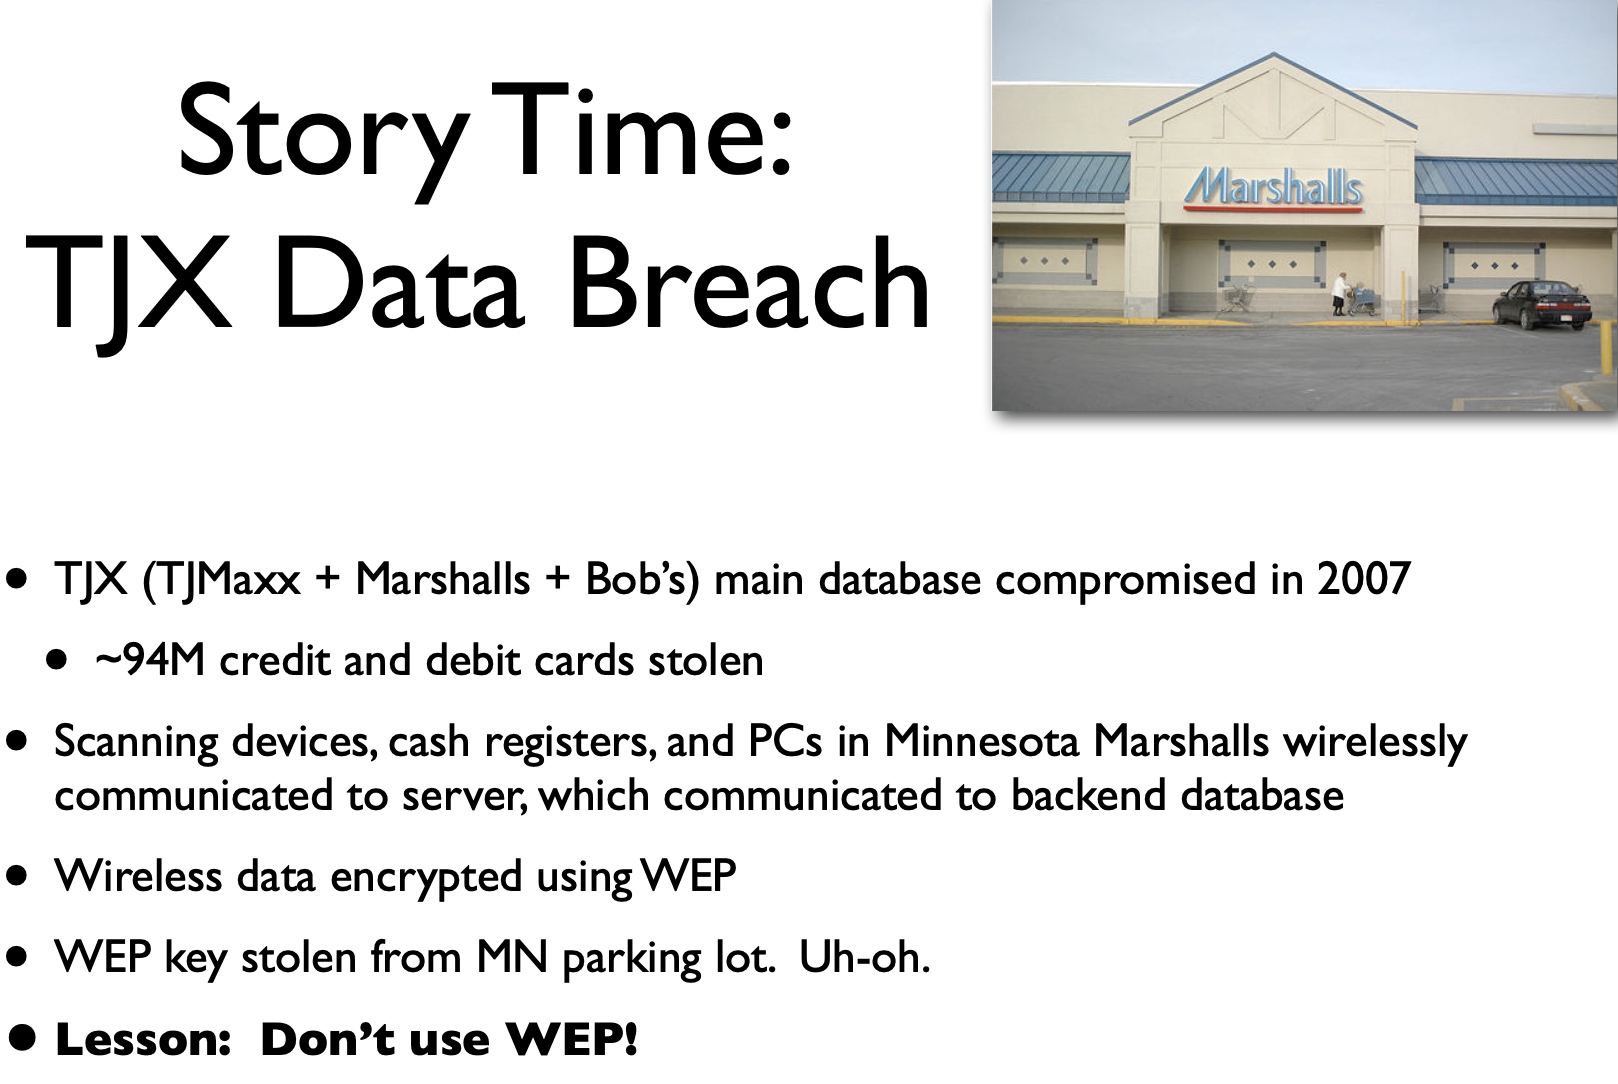 Story Time:
TJX Data Breach
Marshalls
• TJX (TJMaxx + Marshalls + Bob’s) main database compromised in 2007
• ~94M credit and debit cards stolen
• Scanning devices, cash registers, and PCs in Minnesota Marshalls wirelessly
communicated to server, which communicated to backend database
• Wireless data encrypted using WEP
• WEP key stolen from MN parking lot.  Uh-oh.
• Lesson:  Don’t use WEP!